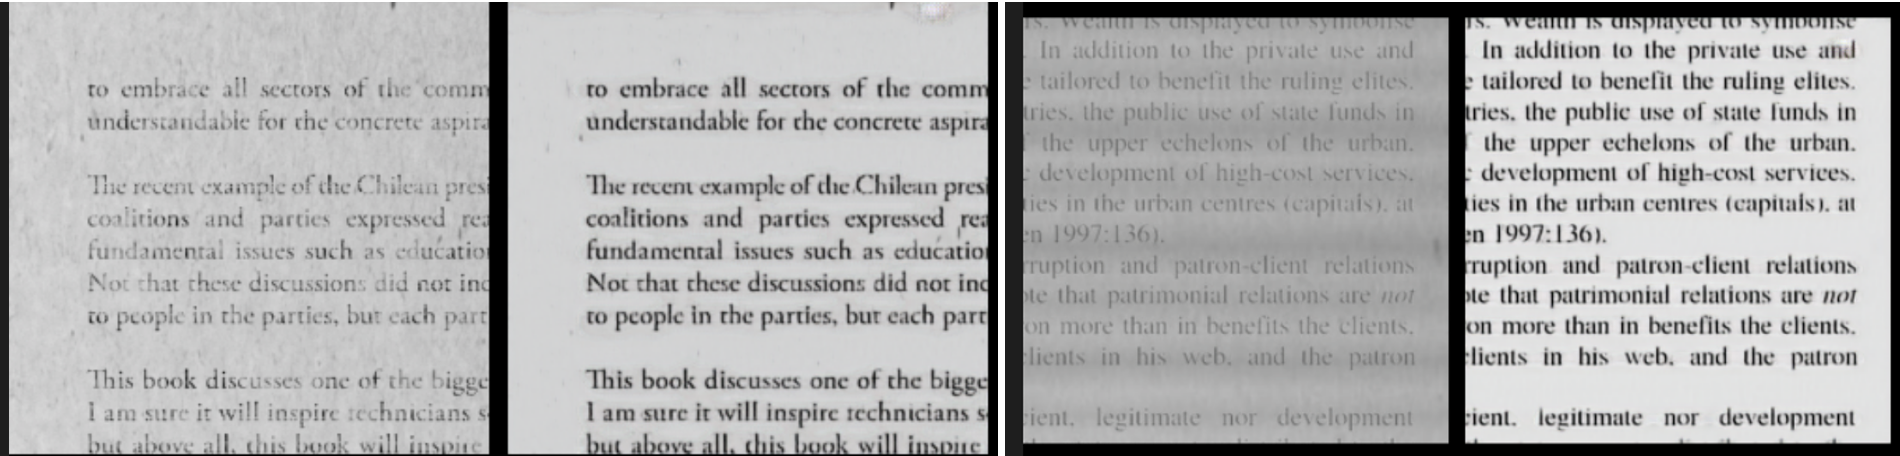 to embrace all sectors of the comm
understandable for the concrete aspira
The recent example of the Chilean presi
coalitions and parties expressed rea
fundamental issues such as educatio
Not that these discussions did not inc
to people in the parties, but each part
This book discusses one of the bigge
I am sure it will inspire technicians s
but above all, this book will inspire
to embrace all sectors of the comm
understandable for the concrete aspira
The recent example of the Chilean presi
coalitions and parties expressed rea
fundamental issues such as educatio
Not that these discussions did not inc
to people in the parties, but each part
This book discusses one of the bigge
I am sure it will inspire technicians s
but above all, this book will inspire
rs. Wealth is displayed to symbolise
. In addition to the private use and
e tailored to benefit the ruling elites.
tries, the public use of state funds in
f the upper echelons of the urban.
c development of high-cost services.
ties in the urban centres (capitals), at
en 1997:136).
rruption and patron-client relations
ote that patrimonial relations are not
on more than in benefits the clients.
clients in his web, and the patron
cient, legitimate nor development
rs. Wealth is displayed to symbolise
. In addition to the private use and
e tailored to benefit the ruling elites.
tries, the public use of state funds in
f the upper echelons of the urban.
c development of high-cost services.
ties in the urban centres (capitals), at
en 1997:136).
rruption and patron-client relations
ote that patrimonial relations are not
on more than in benefits the clients.
clients in his web, and the patron
cient, legitimate nor development